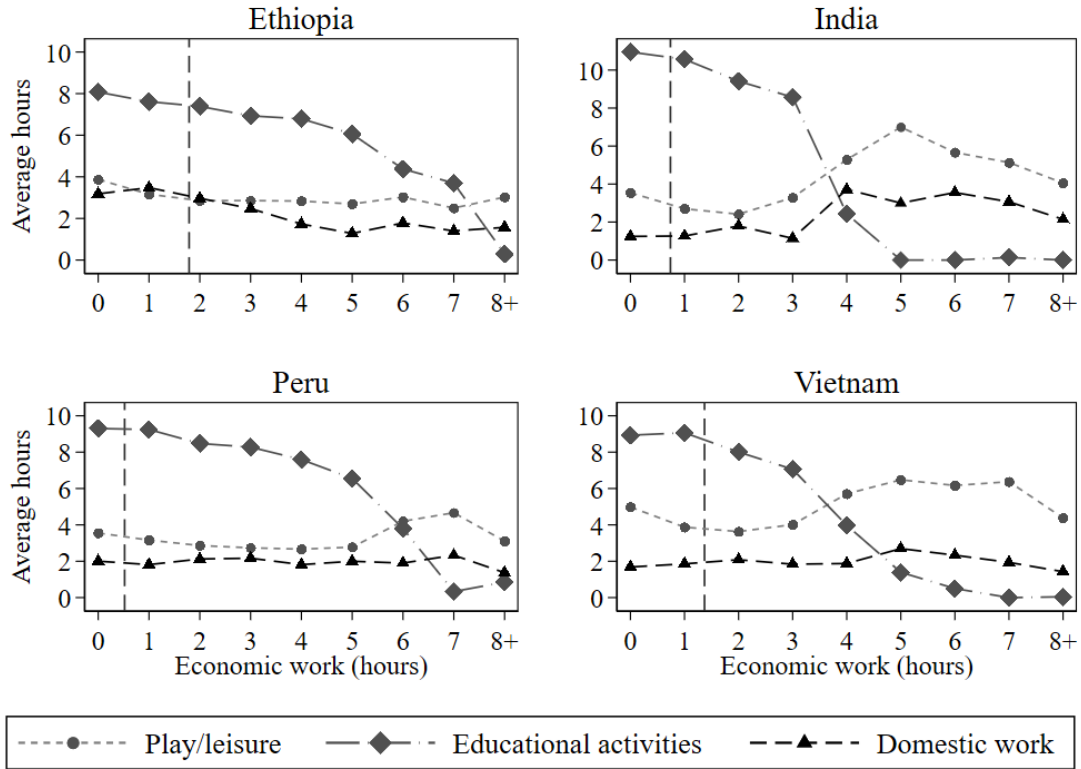 Ethiopia
India
Average hours
10
8
6
4
2
0
0 1 2 3 4 5 6 7 8+
10
8
6
4
2
0
0 1 2 3 4 5 6 7 8+
Peru
Vietnam
Average hours
10
8
6
4
2
0
0 1 2 3 4 5 6 7 8+
Economic work (hours)
10
8
6
4
2
0
0 1 2 3 4 5 6 7 8+
Economic work (hours)
Play/leisure Educational activities Domestic work